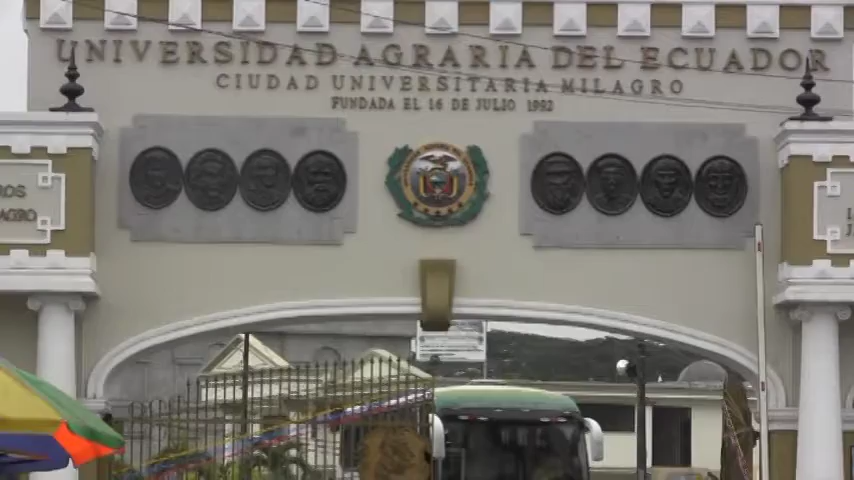 UNIVERSIDAD AGRARIA DEL ECUADOR
CIUDAD UNIVERSITARIA MILAGRO
FUNDADA EL 16 DE JULIO 1992